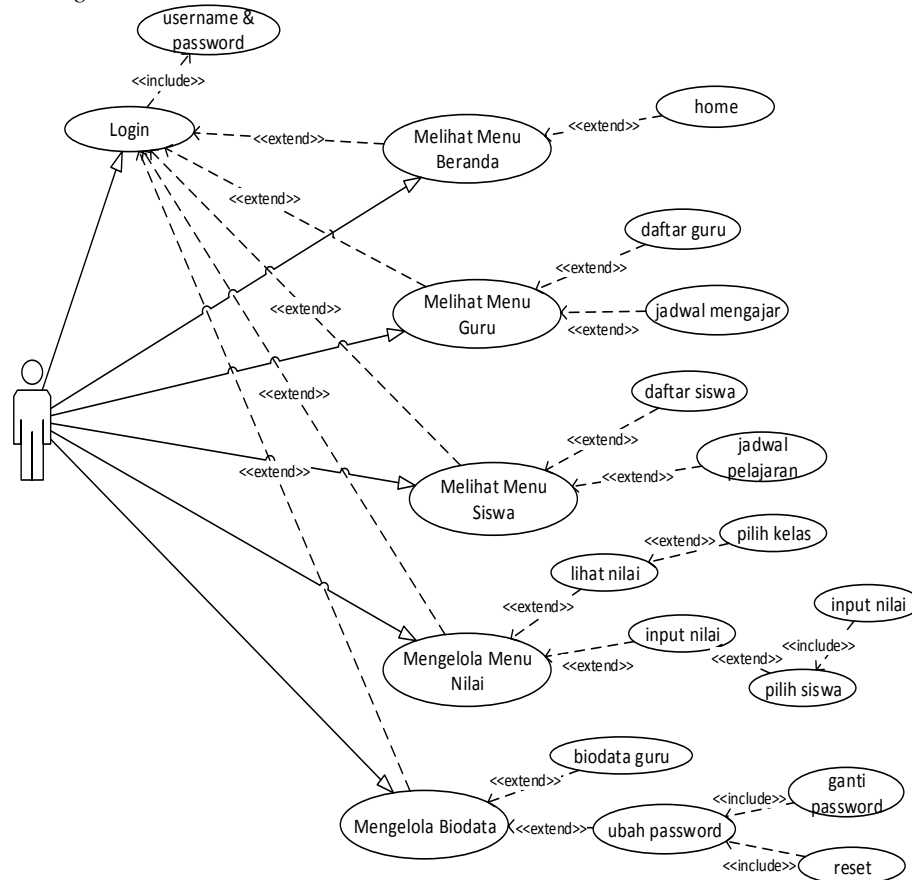 username &
password
<<include>>
Login
<<extend>>
Melihat Menu
Beranda
<<extend>>
home
<<extend>>
daftar guru
<<extend>>
Melihat Menu
Guru
jadwal mengajar
<<extend>>
<<extend>>
daftar siswa
<<extend>>
<<extend>>
jadwal
pelajaran
<<extend>>
<<extend>>
Melihat Menu
Siswa
pilih kelas
<<extend>>
lihat nilai
<<extend>>
input nilai
input nilai
<<include>>
<<extend>>
<<extend>>
Mengelola Menu
Nilai
pilih siswa
biodata guru
<<extend>>
ganti
password
<<include>>
Mengelola Biodata
<<extend>>
ubah password
<<include>>
reset